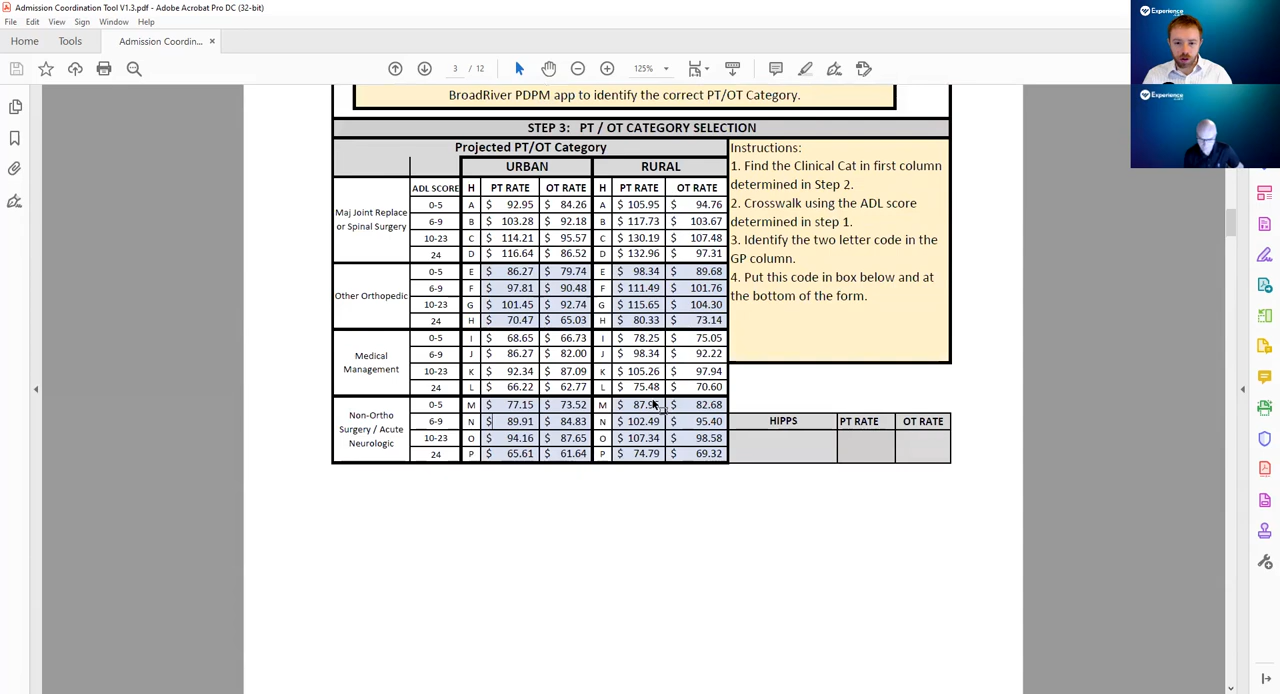 Admission Coordination Tool V1.3.pdf - Adobe Acrobat Pro DC (32-bit)
File Edit View Sign Window Help
Home Tools Admission Coordin... ×
3 / 12 125%
Experience
Experience
BroadRiver PDPM app to identify the correct PT/OT Category.
STEP 3: PT / OT CATEGORY SELECTION
Projected PT/OT Category
URBAN RURAL
ADL SCORE H PT RATE OT RATE H PT RATE OT RATE
Maj Joint Replace or Spinal Surgery
0-5 A $ 92.95 $ 84.26 A $ 105.95 $ 94.76
6-9 B $ 103.28 $ 92.18 B $ 117.73 $ 103.67
10-23 C $ 114.21 $ 95.57 C $ 130.19 $ 107.48
24 D $ 116.64 $ 86.52 D $ 132.96 $ 97.31
Other Orthopedic
0-5 E $ 86.27 $ 79.74 E $ 98.34 $ 89.68
6-9 F $ 97.81 $ 90.48 F $ 111.49 $ 101.76
10-23 G $ 101.45 $ 92.74 G $ 115.65 $ 104.30
24 H $ 70.47 $ 65.03 H $ 80.33 $ 73.14
Medical
Management
0-5 I $ 68.65 $ 66.73 I $ 78.25 $ 75.05
6-9 J $ 86.27 $ 82.00 J $ 98.34 $ 92.22
10-23 K $ 92.34 $ 87.09 K $ 105.26 $ 97.94
24 L $ 66.22 $ 62.77 L $ 75.48 $ 70.60
Non-Ortho
Surgery / Acute
Neurologic
0-5 M $ 77.15 $ 73.52 M $ $ 82.68
6-9 N $ 89.91 $ 84.83 N $ 102.49 $ 95.40
10-23 O $ 94.16 $ 87.65 O $ 107.34 $ 98.58
24 P $ 65.61 $ 61.64 P $ 74.79 $ 69.32
Instructions:
1. Find the Clinical Cat in first column
determined in Step 2.
2. Crosswalk using the ADL score
determined in step 1.
3. Identify the two letter code in the
GP column.
4. Put this code in box below and at
the bottom of the form.
HIPPS PT RATE OT RATE